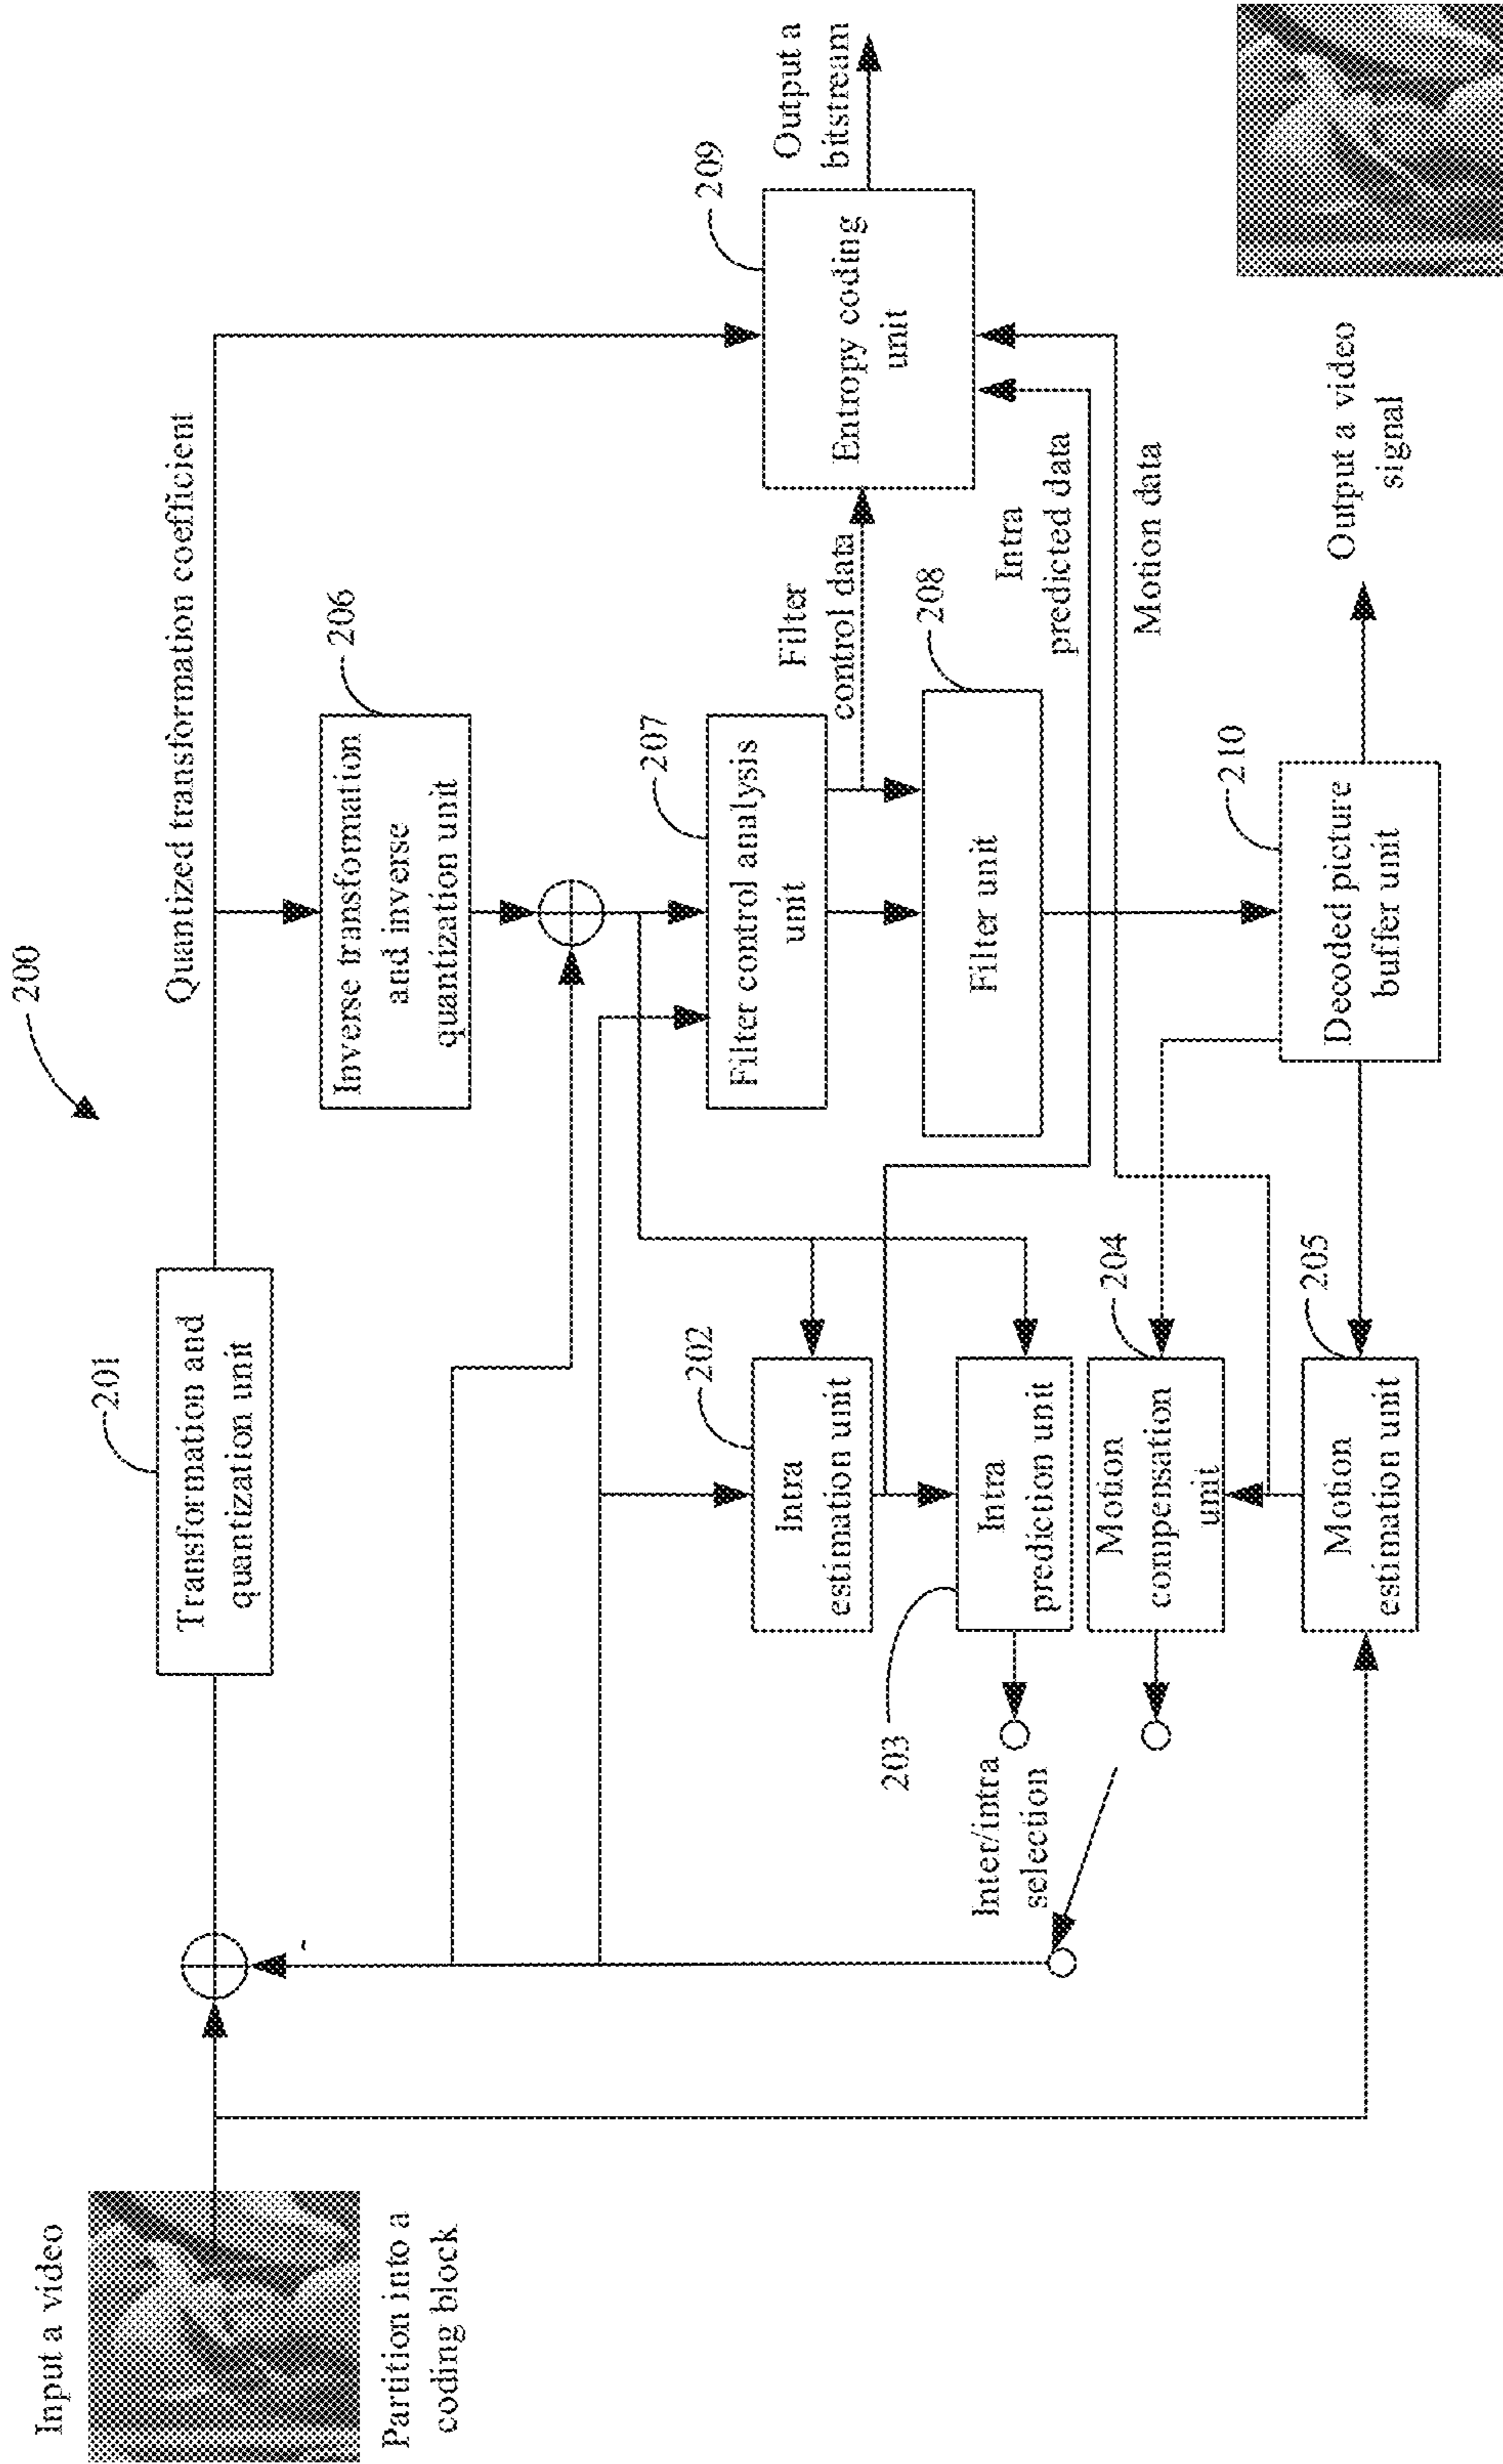 200
Input a video
Partition into a
coding block
201
Transformation and
quantization unit
Quantized transformation coefficient
Inverse transformation
and inverse
quantization unit
206
207
Filter control analysis
unit
Filter
control data
209
Entropy coding
unit
Output a
bitstream
208
Filter unit
Intra
predicted data
Motion data
202
Intra
estimation unit
203
Intra
prediction unit
Inter/intra
selection
204
Motion
compensation
unit
205
Motion
estimation unit
210
Decoded picture
buffer unit
Output a video
signal